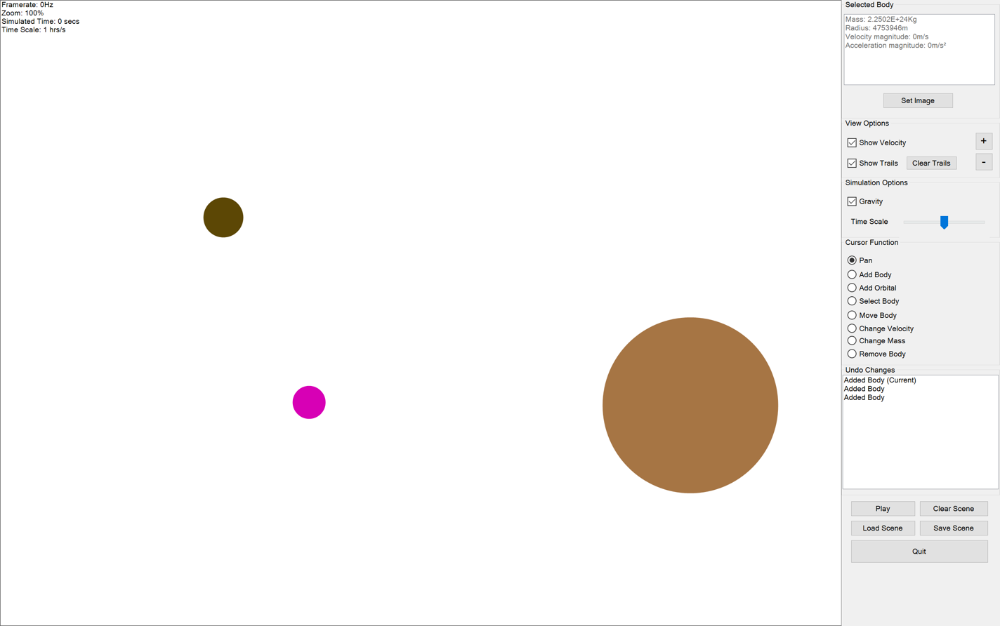 Framerate: 0Hz
Zoom: 100%
Simulated Time: 0 secs
Time Scale: 1 hrs/s
Selected Body
Mass: 2.2502E+24Kg
Radius: 4753946m
Velocity magnitude: 0m/s
Acceleration magnitude: 0m/s²
Set Image
View Options
Show Velocity
+
Show Trails
Clear Trails
-
Simulation Options
Gravity
Time Scale
Cursor Function
Pan
Add Body
Add Orbital
Select Body
Move Body
Change Velocity
Change Mass
Remove Body
Undo Changes
Added Body (Current)
Added Body
Added Body
Play
Clear Scene
Load Scene
Save Scene
Quit